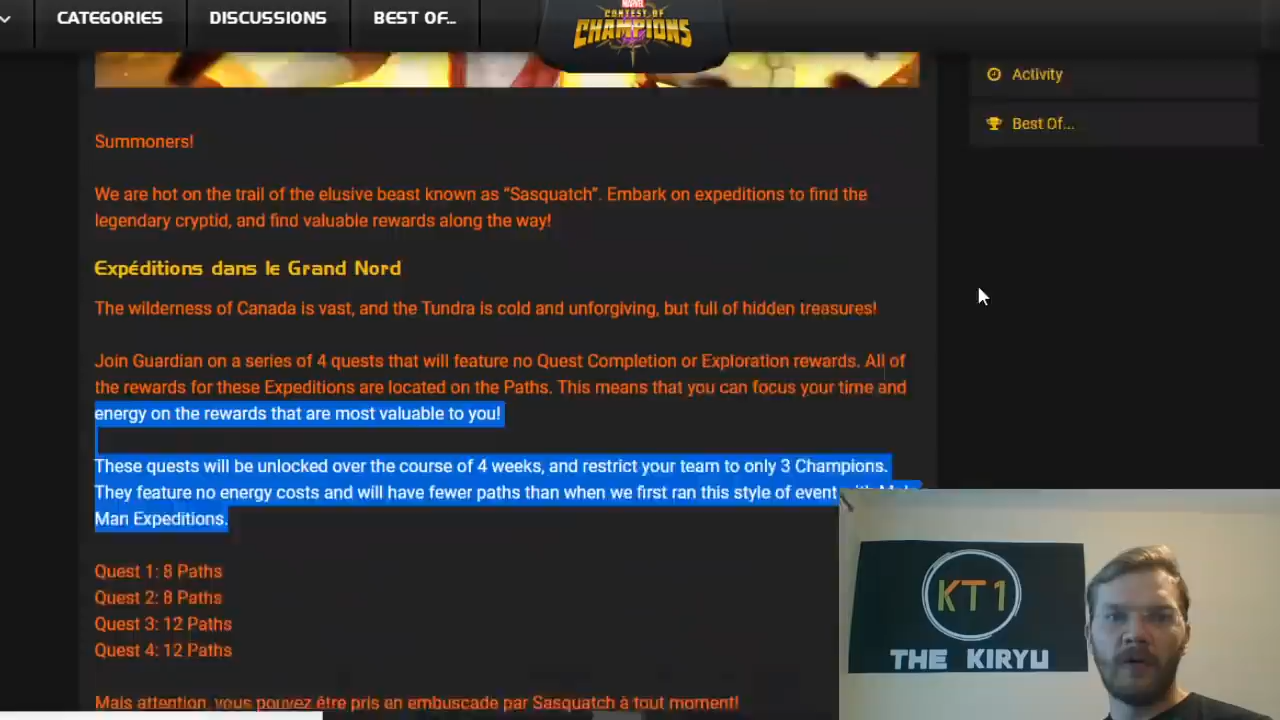 CATEGORIES
DISCUSSIONS
BEST OF...
MARVEL
CONTEST OF
CHAMPIONS
Activity
Best Of...
Summoners!
We are hot on the trail of the elusive beast known as “Sasquatch”. Embark on expeditions to find the
legendary cryptid, and find valuable rewards along the way!
Expéditions dans le Grand Nord
The wilderness of Canada is vast, and the Tundra is cold and unforgiving, but full of hidden treasures!
Join Guardian on a series of 4 quests that will feature no Quest Completion or Exploration rewards. All of
the rewards for these Expeditions are located on the Paths. This means that you can focus your time and
energy on the rewards that are most valuable to you!
These quests will be unlocked over the course of 4 weeks, and restrict your team to only 3 Champions.
They feature no energy costs and will have fewer paths than when we first ran this style of event
Man Expeditions.
Quest 1: 8 Paths
Quest 2: 8 Paths
Quest 3: 12 Paths
Quest 4: 12 Paths
Mais attention, vous pouvez être pris en embuscade par Sasquatch à tout moment!
KT1
THE KIRYU